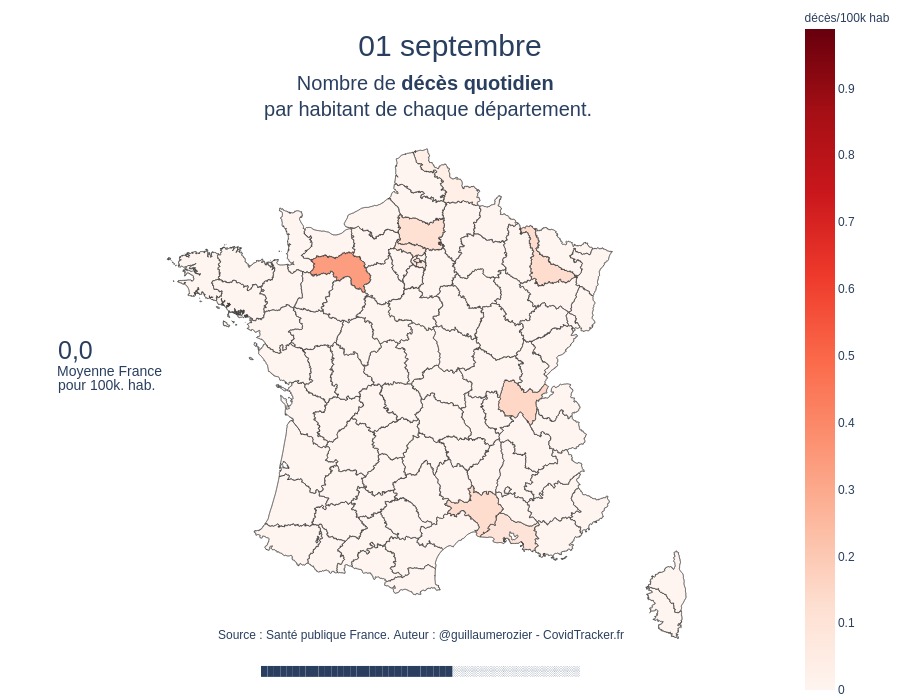 décès/100k hab
01 septembre
Nombre de décès quotidien
par habitant de chaque département.
0.9
0.8
0.7
0.6
0.5
0.4
0.3
0.2
0.1
0
0,0
Moyenne France
pour 100k. hab.
Source : Santé publique France. Auteur : @guillaumerozier - CovidTracker.fr